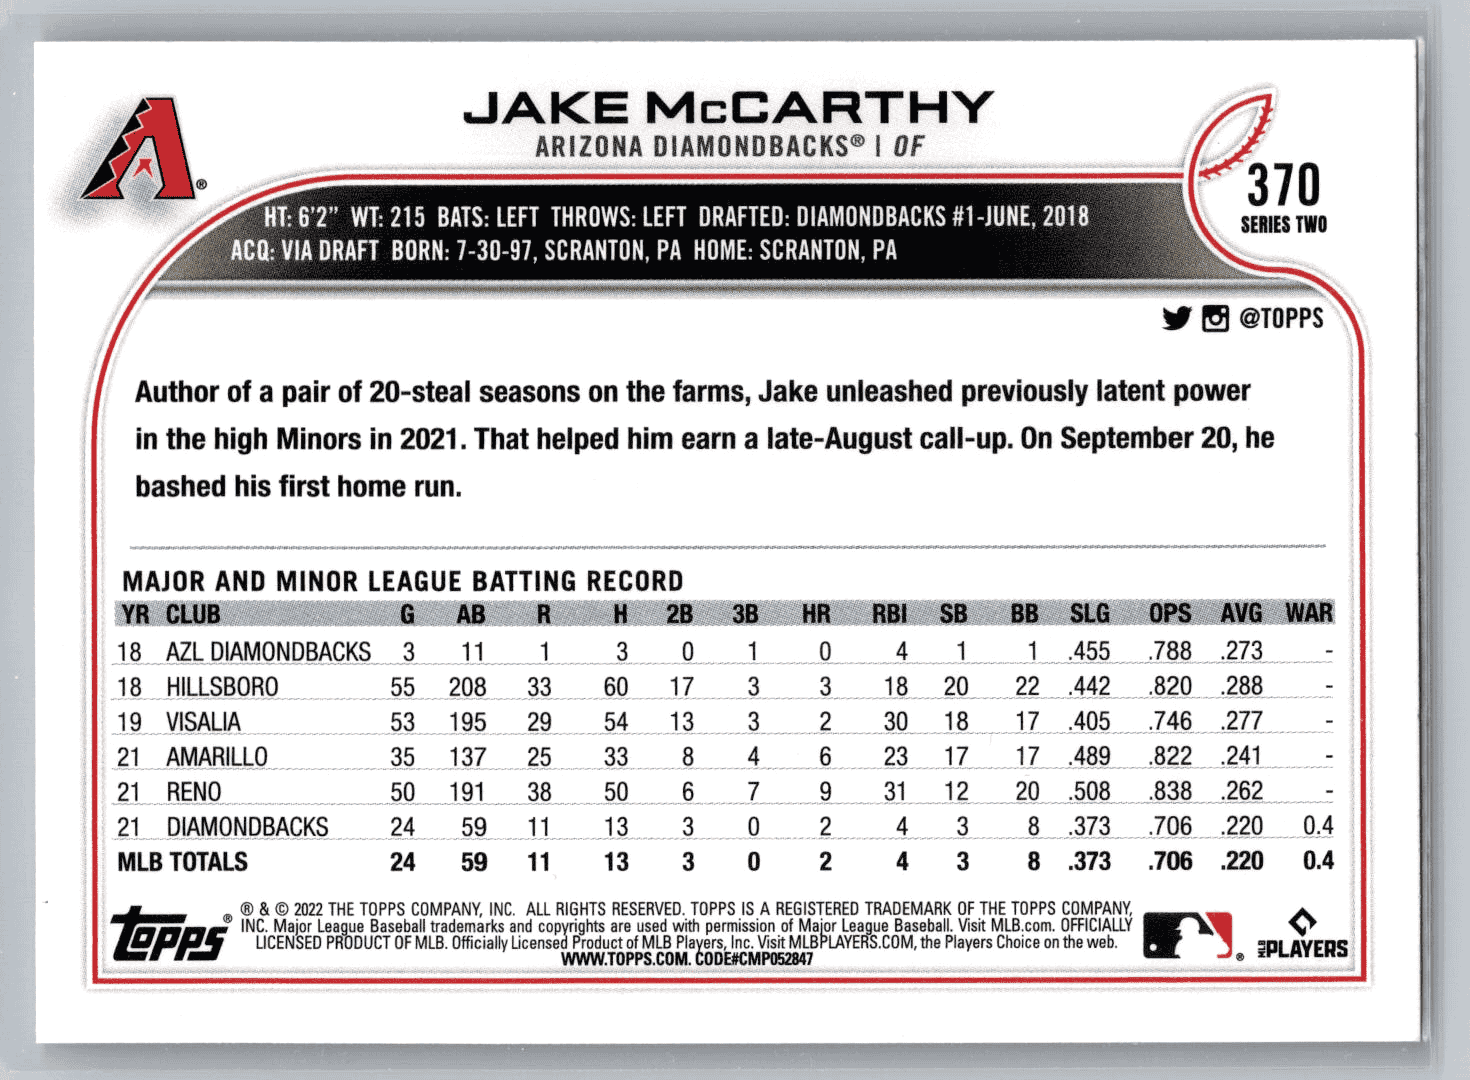 JAKE McCARTHY
ARIZONA DIAMONDBACKS® | OF
®
370
SERIES TWO
HT: 6'2" WT: 215 BATS: LEFT THROWS: LEFT DRAFTED: DIAMONDBACKS #1-JUNE, 2018
ACQ: VIA DRAFT BORN: 7-30-97, SCRANTON, PA HOME: SCRANTON, PA
@TOPPS
Author of a pair of 20-steal seasons on the farms, Jake unleashed previously latent power
in the high Minors in 2021. That helped him earn a late-August call-up. On September 20, he
bashed his first home run.
MAJOR AND MINOR LEAGUE BATTING RECORD
YR CLUB G AB R H 2B 3B HR RBI SB BB SLG OPS AVG WAR
18 AZL DIAMONDBACKS 3 11 1 3 0 1 0 4 1 1 .455 .788 .273 -
18 HILLSBORO 55 208 33 60 17 3 3 18 20 22 .442 .820 .288 -
19 VISALIA 53 195 29 54 13 3 2 30 18 17 .405 .746 .277 -
21 AMARILLO 35 137 25 33 8 4 6 23 17 17 .489 .822 .241 -
21 RENO 50 191 38 50 6 7 9 31 12 20 .508 .838 .262 -
21 DIAMONDBACKS 24 59 11 13 3 0 2 4 3 8 .373 .706 .220 0.4
MLB TOTALS 24 59 11 13 3 0 2 4 3 8 .373 .706 .220 0.4
Topps®
® & © 2022 THE TOPPS COMPANY, INC. ALL RIGHTS RESERVED. TOPPS IS A REGISTERED TRADEMARK OF THE TOPPS COMPANY,
INC. Major League Baseball trademarks and copyrights are used with permission of Major League Baseball. Visit MLB.com. OFFICIALLY
LICENSED PRODUCT OF MLB. Officially Licensed Product of MLB Players, Inc. Visit MLBPLAYERS.COM, the Players Choice on the web.
WWW.TOPPS.COM. CODE#CMP052847
®
MLB PLAYERS